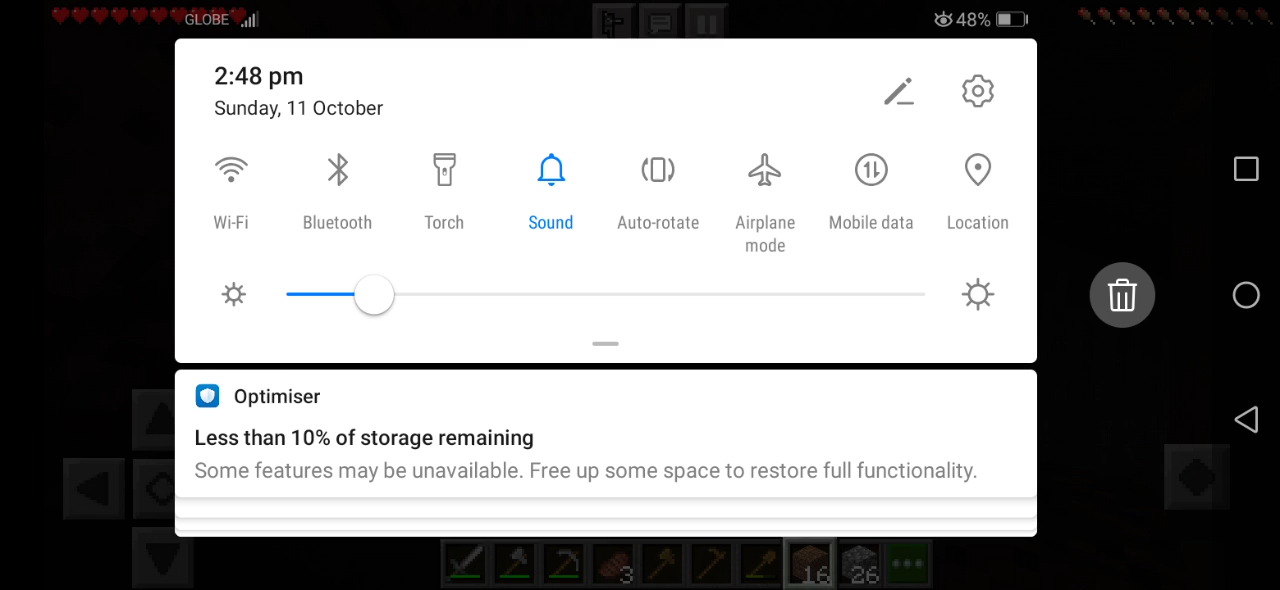 GLOBE
48%
2:48 pm
Sunday, 11 October
Wi-Fi
Bluetooth
Torch
Sound
Auto-rotate
Airplane
mode
Mobile data
Location
Optimiser
Less than 10% of storage remaining
Some features may be unavailable. Free up some space to restore full functionality.
3
16
26